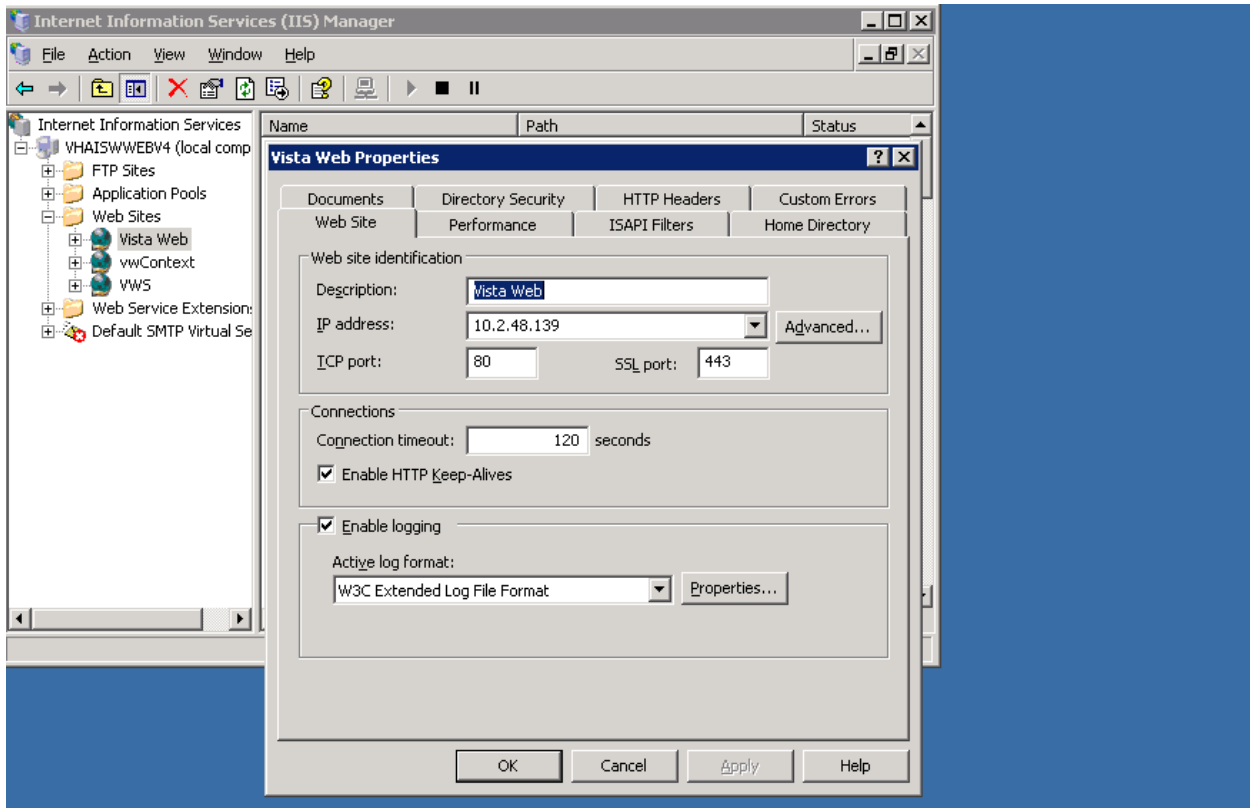 Internet Information Services (IIS) Manager
File Action View Window Help
Internet Information Services
VHAISWWEBV4 (local comp
FTP Sites
Application Pools
Web Sites
Vista Web
vwContext
VWS
Web Service Extension
Default SMTP Virtual Se
Name Path Status
Vista Web Properties
Documents Directory Security HTTP Headers Custom Errors
Web Site Performance ISAPI Filters Home Directory
Web site identification
Description: Vista Web
IP address: 10.2.48.139 Advanced...
TCP port: 80 SSL port: 443
Connections
Connection timeout: 120 seconds
Enable HTTP Keep-Alives
Enable logging
Active log format:
W3C Extended Log File Format Properties...
OK Cancel Apply Help